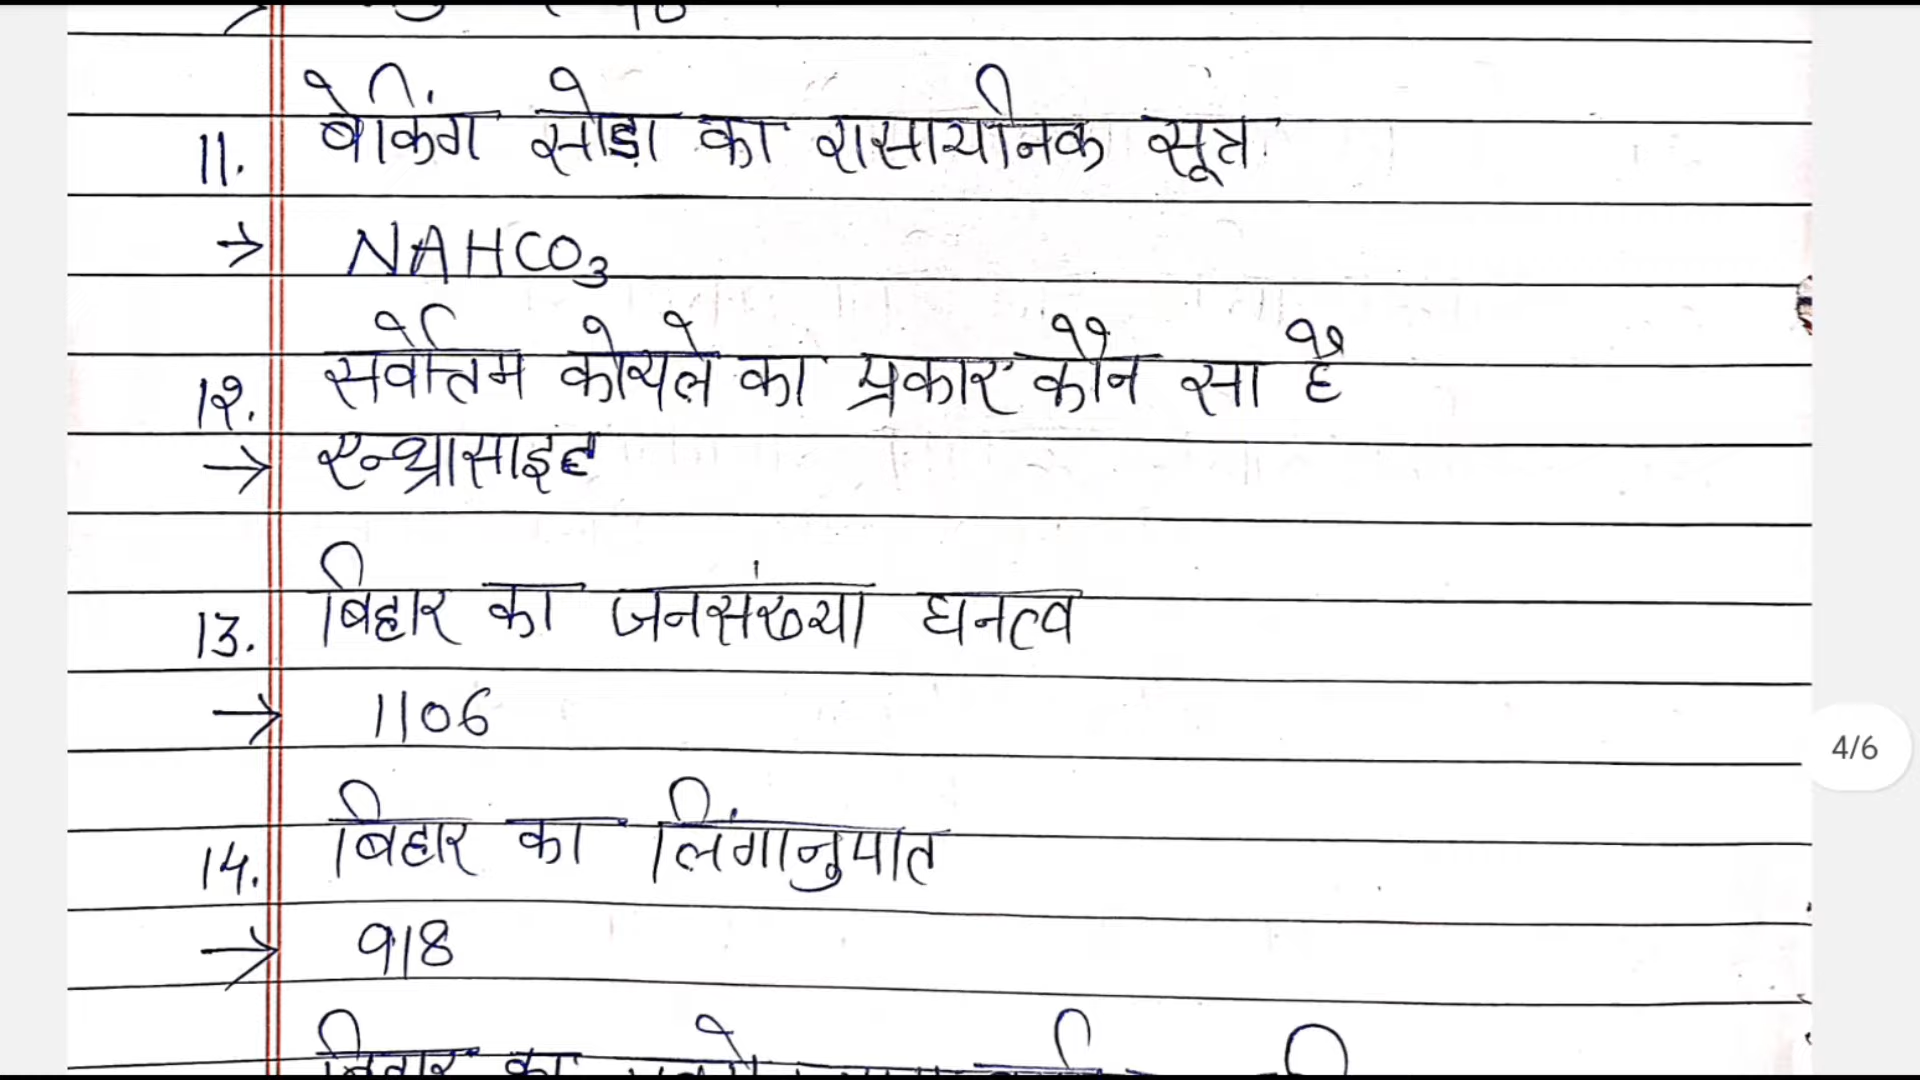 11. बेकिंग सोडा का रासायनिक सूत्र
→ NAHCO₃
12. सर्वोत्तम कोयले का प्रकार कौन सा है
→ एन्थ्रासाइट
13. बिहार का जनसंख्या घनत्व
→ 1106
4/6
14. बिहार का लिंगानुपात
→ 918
बिहार का